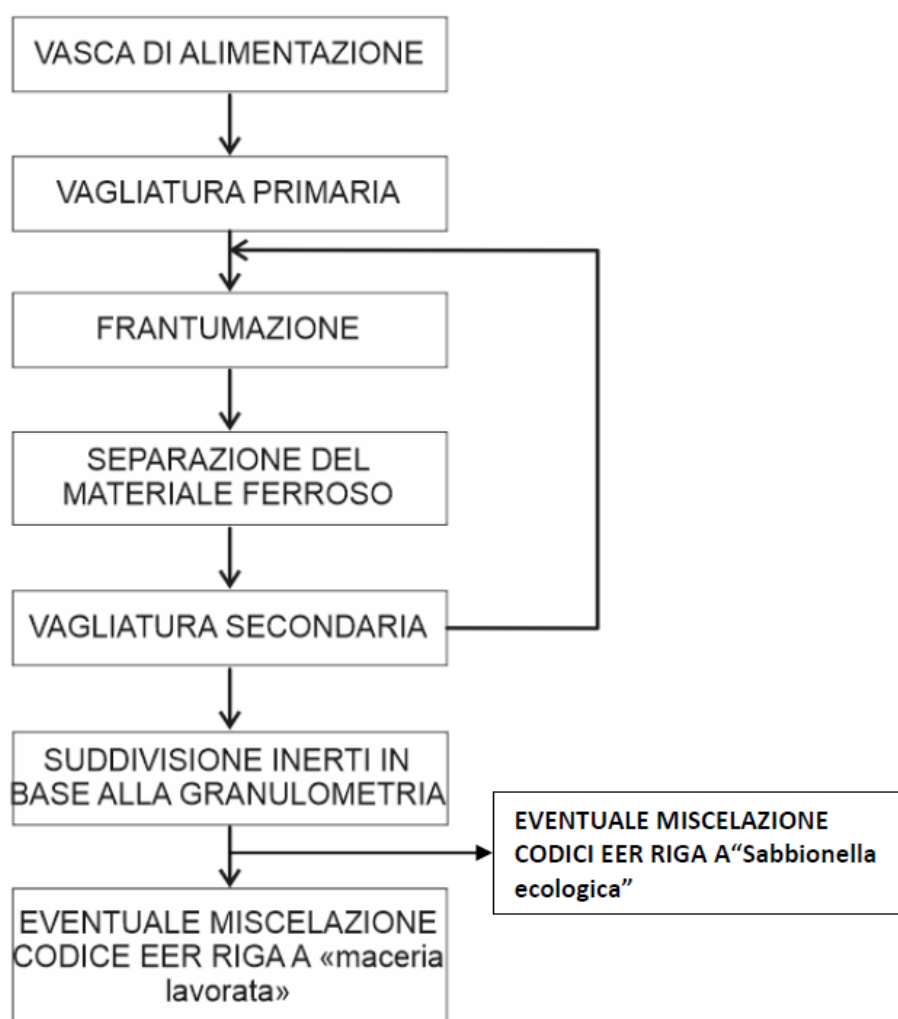 VASCA DI ALIMENTAZIONE
VAGLIATURA PRIMARIA
FRANTUMAZIONE
SEPARAZIONE DEL
MATERIALE FERROSO
VAGLIATURA SECONDARIA
SUDDIVISIONE INERTI IN
BASE ALLA GRANULOMETRIA
EVENTUALE MISCELAZIONE
CODICI EER RIGA A“Sabbionella
ecologica”
EVENTUALE MISCELAZIONE
CODICE EER RIGA A «maceria
lavorata»